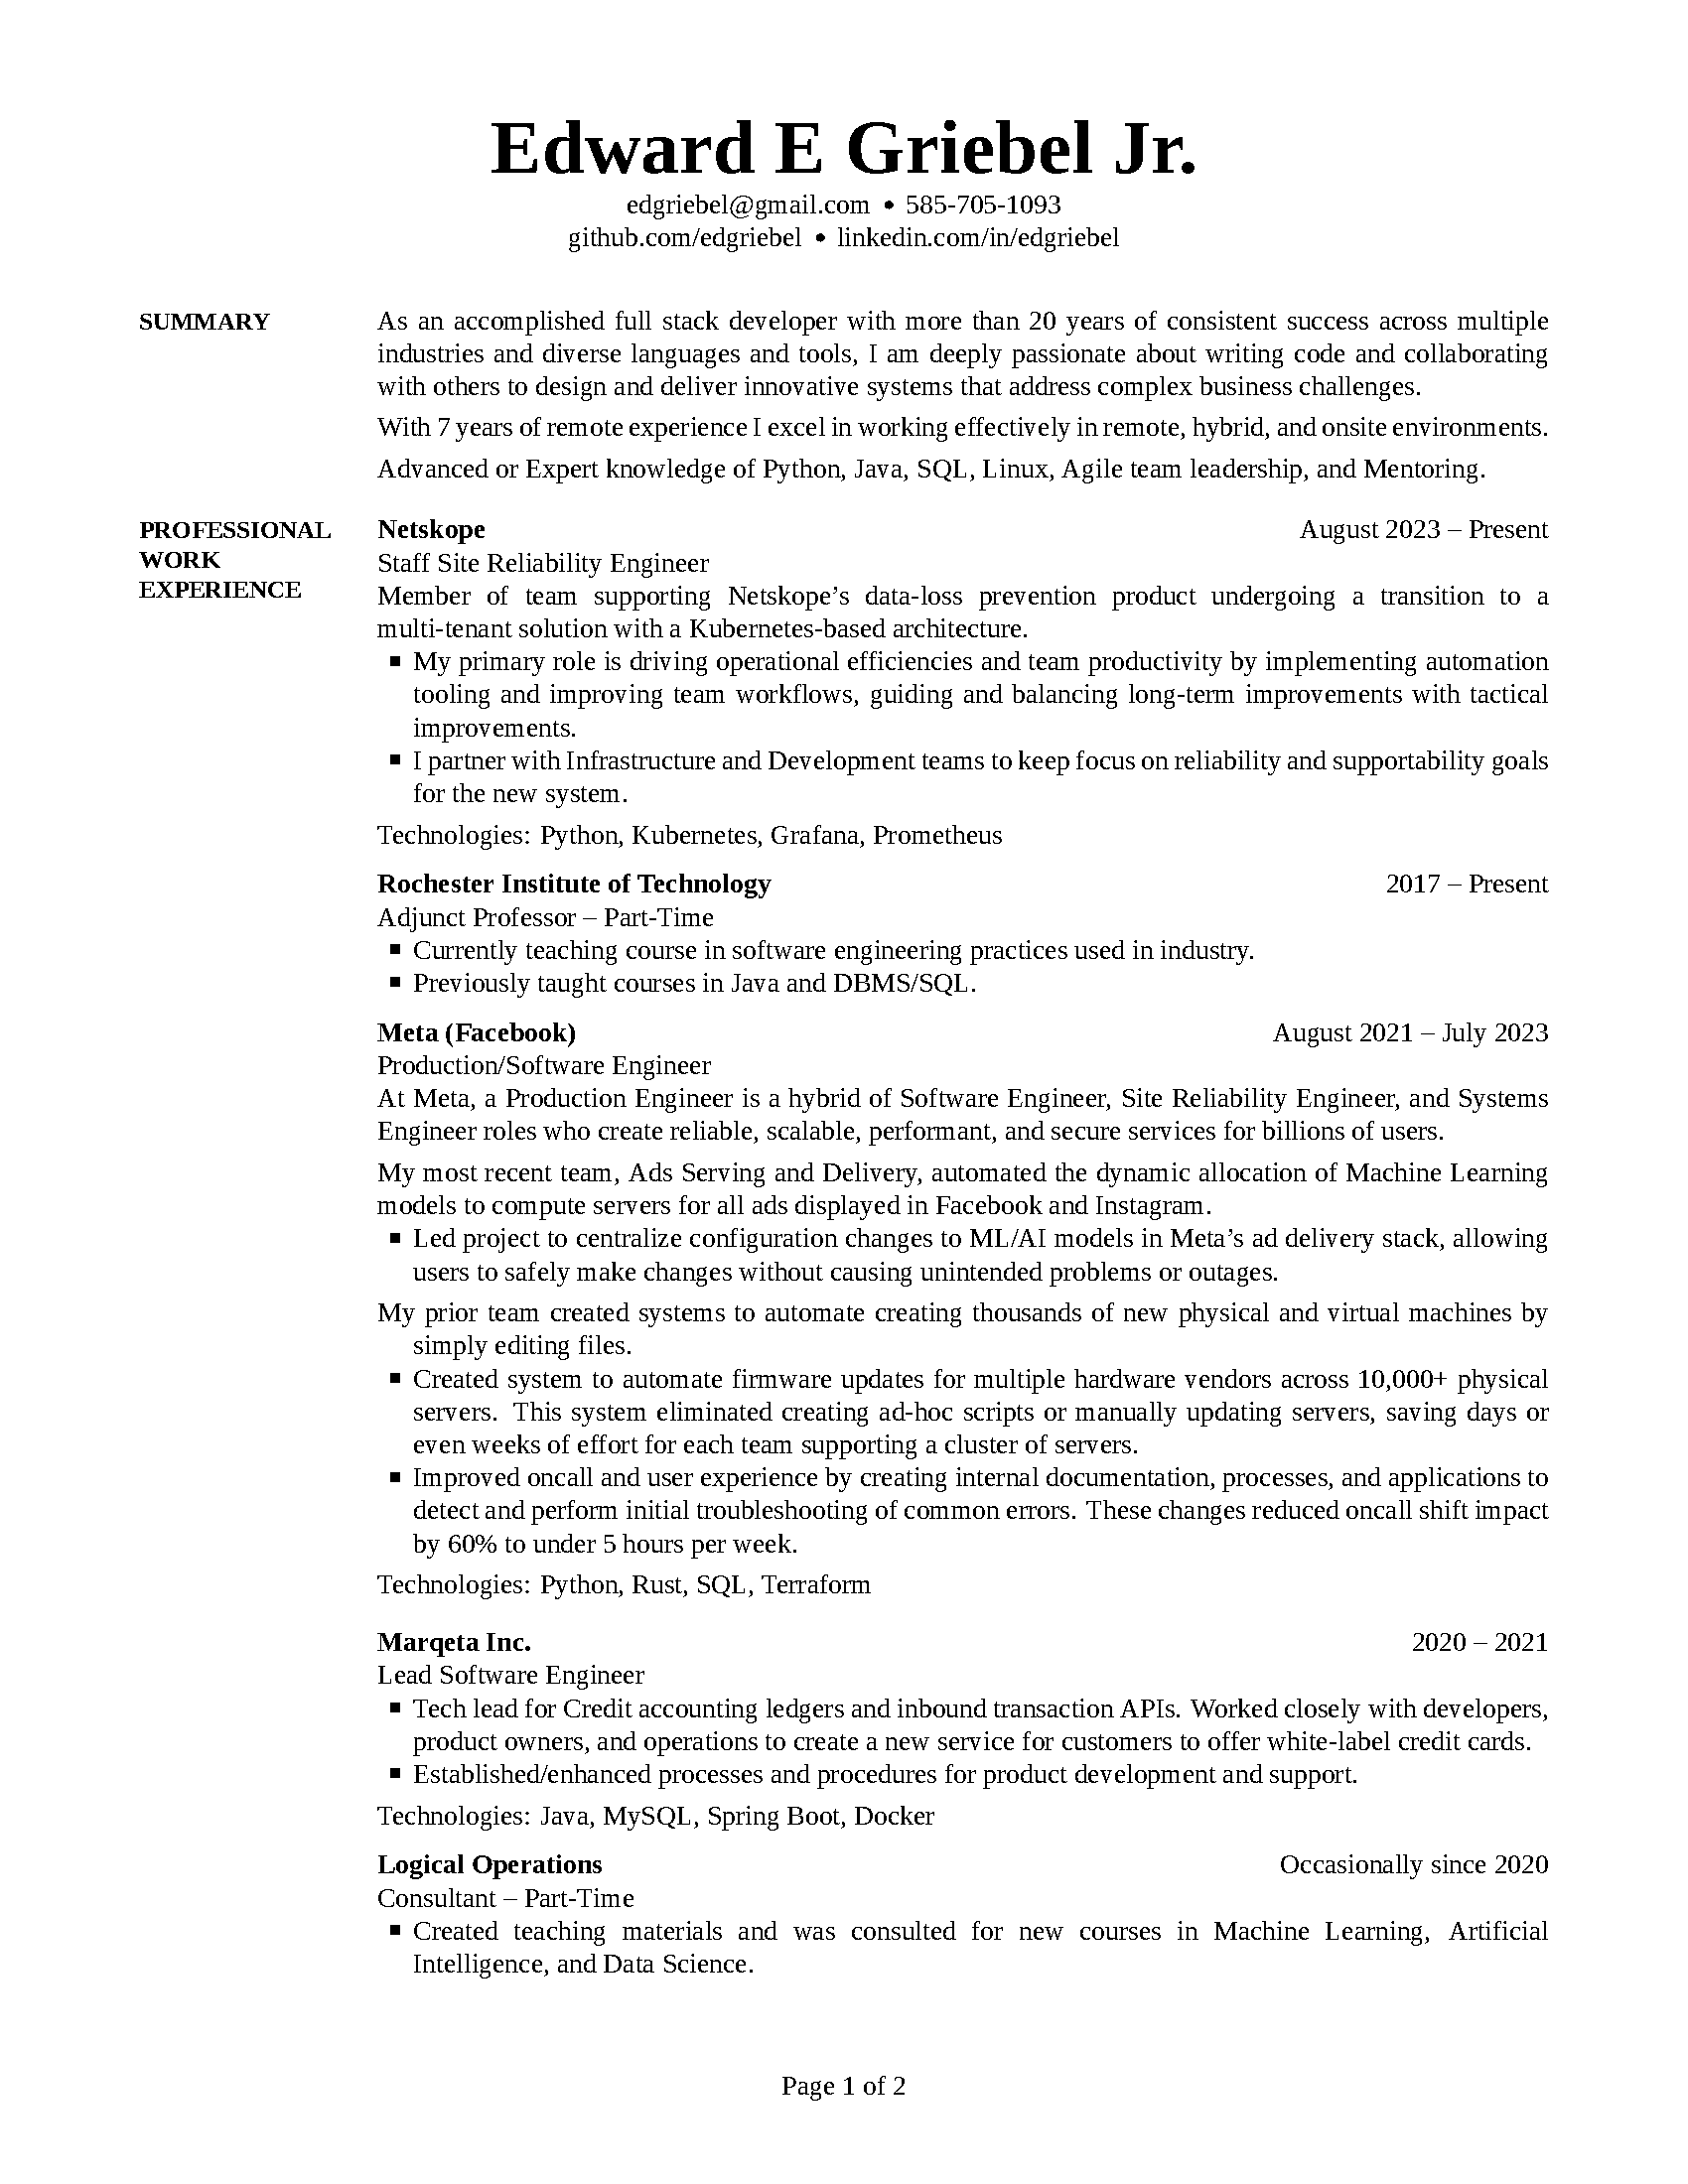 Edward E Griebel Jr.
edgriebel@gmail.com • 585-705-1093
github.com/edgriebel • linkedin.com/in/edgriebel
SUMMARY
As an accomplished full stack developer with more than 20 years of consistent success across multiple
industries and diverse languages and tools, I am deeply passionate about writing code and collaborating
with others to design and deliver innovative systems that address complex business challenges.
With 7 years of remote experience I excel in working effectively in remote, hybrid, and onsite environments.
Advanced or Expert knowledge of Python, Java, SQL, Linux, Agile team leadership, and Mentoring.
PROFESSIONAL
WORK
EXPERIENCE
Netskope August 2023 – Present
Staff Site Reliability Engineer
Member of team supporting Netskope’s data-loss prevention product undergoing a transition to a
multi-tenant solution with a Kubernetes-based architecture.
▪ My primary role is driving operational efficiencies and team productivity by implementing automation
tooling and improving team workflows, guiding and balancing long-term improvements with tactical
improvements.
▪ I partner with Infrastructure and Development teams to keep focus on reliability and supportability goals
for the new system.
Technologies: Python, Kubernetes, Grafana, Prometheus
Rochester Institute of Technology 2017 – Present
Adjunct Professor – Part-Time
▪ Currently teaching course in software engineering practices used in industry.
▪ Previously taught courses in Java and DBMS/SQL.
Meta (Facebook) August 2021 – July 2023
Production/Software Engineer
At Meta, a Production Engineer is a hybrid of Software Engineer, Site Reliability Engineer, and Systems
Engineer roles who create reliable, scalable, performant, and secure services for billions of users.
My most recent team, Ads Serving and Delivery, automated the dynamic allocation of Machine Learning
models to compute servers for all ads displayed in Facebook and Instagram.
▪ Led project to centralize configuration changes to ML/AI models in Meta’s ad delivery stack, allowing
users to safely make changes without causing unintended problems or outages.
My prior team created systems to automate creating thousands of new physical and virtual machines by
simply editing files.
▪ Created system to automate firmware updates for multiple hardware vendors across 10,000+ physical
servers. This system eliminated creating ad-hoc scripts or manually updating servers, saving days or
even weeks of effort for each team supporting a cluster of servers.
▪ Improved oncall and user experience by creating internal documentation, processes, and applications to
detect and perform initial troubleshooting of common errors. These changes reduced oncall shift impact
by 60% to under 5 hours per week.
Technologies: Python, Rust, SQL, Terraform
Marqeta Inc. 2020 – 2021
Lead Software Engineer
▪ Tech lead for Credit accounting ledgers and inbound transaction APIs. Worked closely with developers,
product owners, and operations to create a new service for customers to offer white-label credit cards.
▪ Established/enhanced processes and procedures for product development and support.
Technologies: Java, MySQL, Spring Boot, Docker
Logical Operations Occasionally since 2020
Consultant – Part-Time
▪ Created teaching materials and was consulted for new courses in Machine Learning, Artificial
Intelligence, and Data Science.
Page 1 of 2